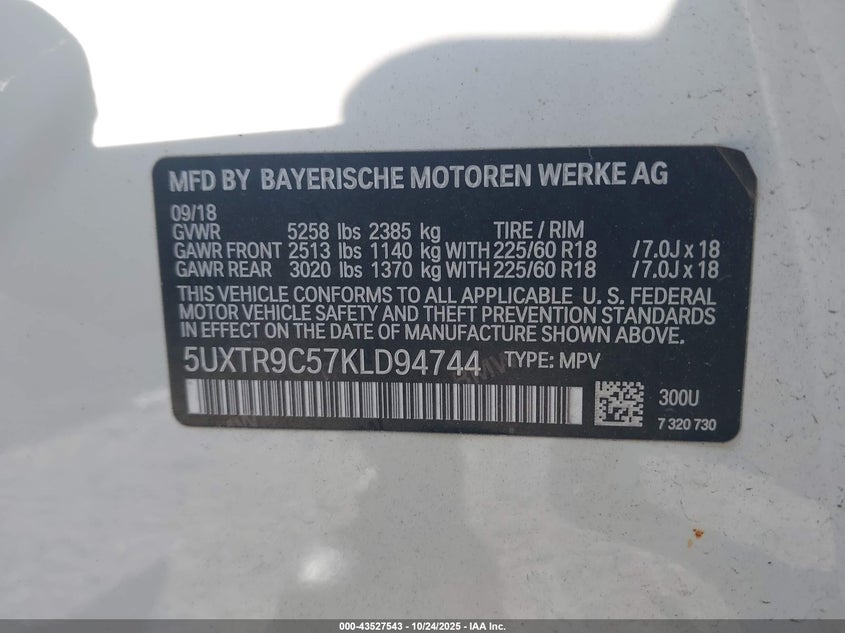 MFD BY BAYERISCHE MOTOREN WERKE AG
09/18
GVWR 5258 lbs 2385 kg TIRE / RIM
GAWR FRONT 2513 lbs 1140 kg WITH 225/60 R18 /7.0J x 18
GAWR REAR 3020 lbs 1370 kg WITH 225/60 R18 /7.0J x 18
THIS VEHICLE CONFORMS TO ALL APPLICABLE U. S. FEDERAL
MOTOR VEHICLE SAFETY AND THEFT PREVENTION STANDARDS
IN EFFECT ON THE DATE OF MANUFACTURE SHOWN ABOVE.
5UXTR9C57KLD94744 TYPE: MPV
300U
7 320 730
000-43527543 | 10/24/2025 - IAA Inc.